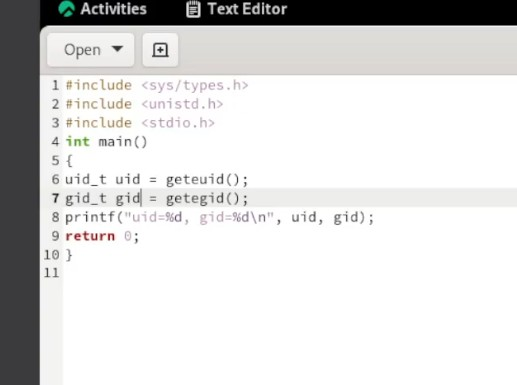 Activities Text Editor
Open
1 #include <sys/types.h>
2 #include <unistd.h>
3 #include <stdio.h>
4 int main()
5 {
6 uid_t uid = geteuid();
7 gid_t gid = getegid();
8 printf("uid=%d, gid=%d\n", uid, gid);
9 return 0;
10 }
11